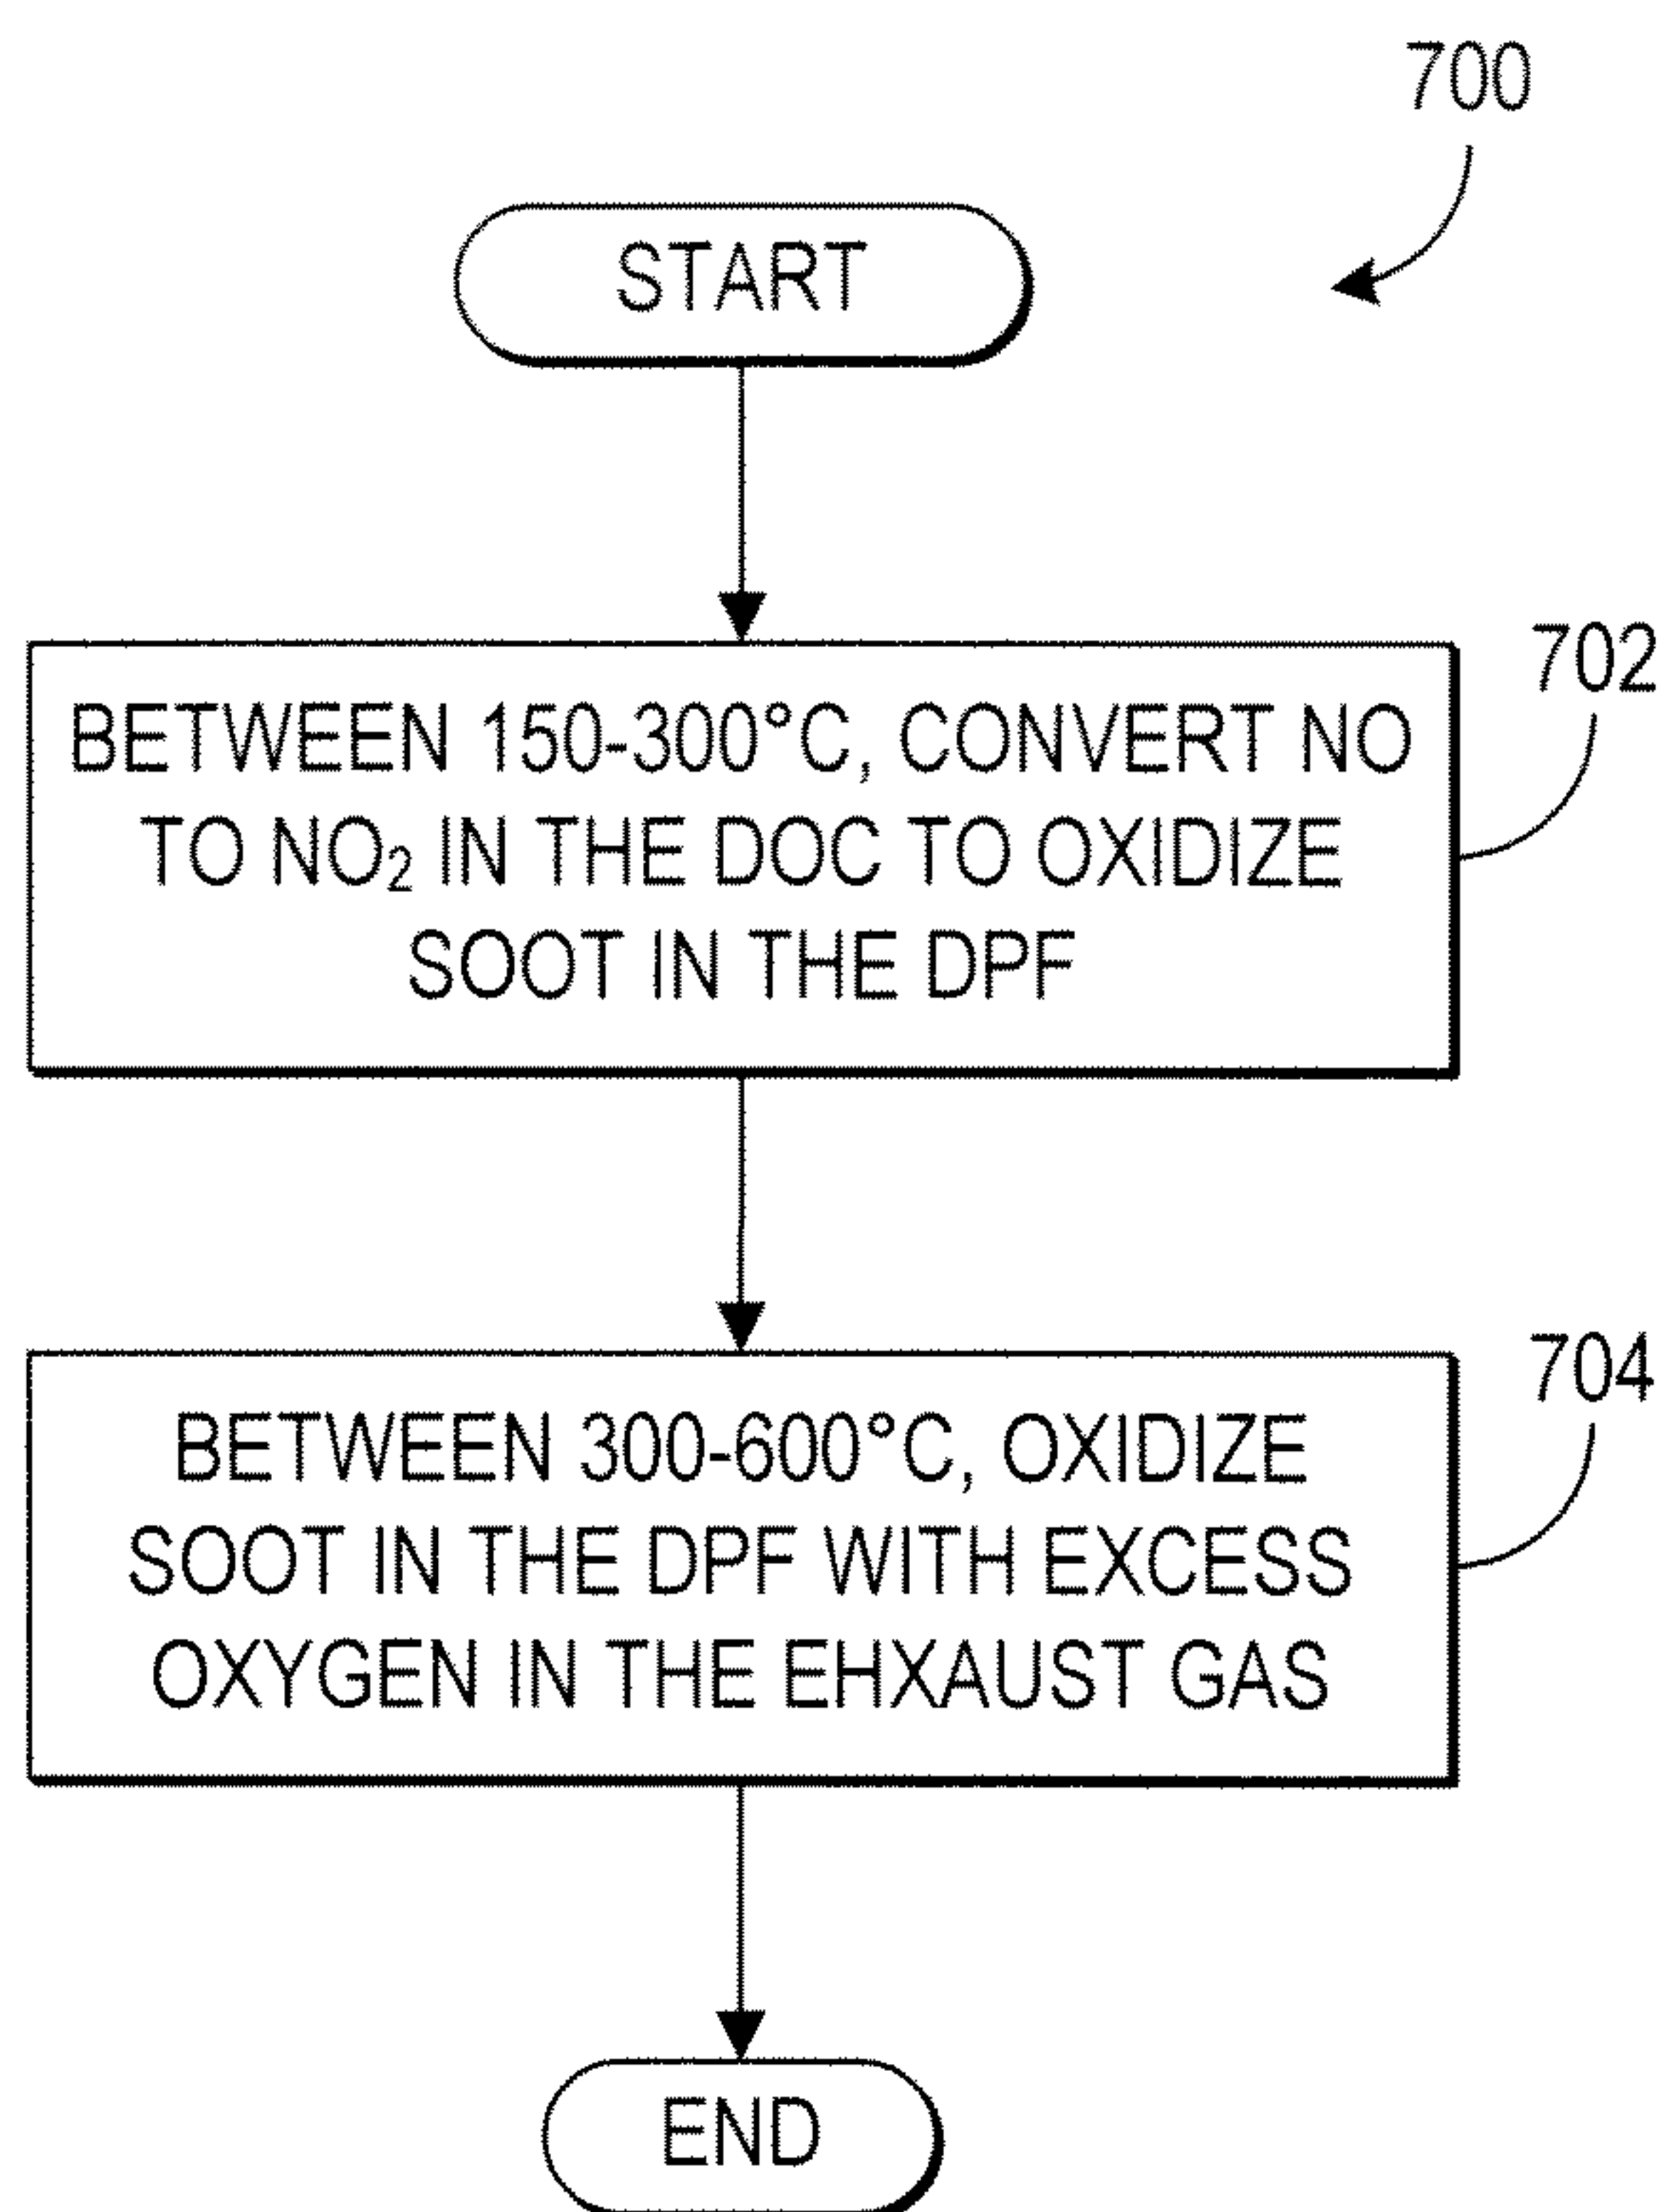 700
START
702
BETWEEN 150-300°C, CONVERT NO
TO NO₂ IN THE DOC TO OXIDIZE
SOOT IN THE DPF
704
BETWEEN 300-600°C, OXIDIZE
SOOT IN THE DPF WITH EXCESS
OXYGEN IN THE EHXAUST GAS
END